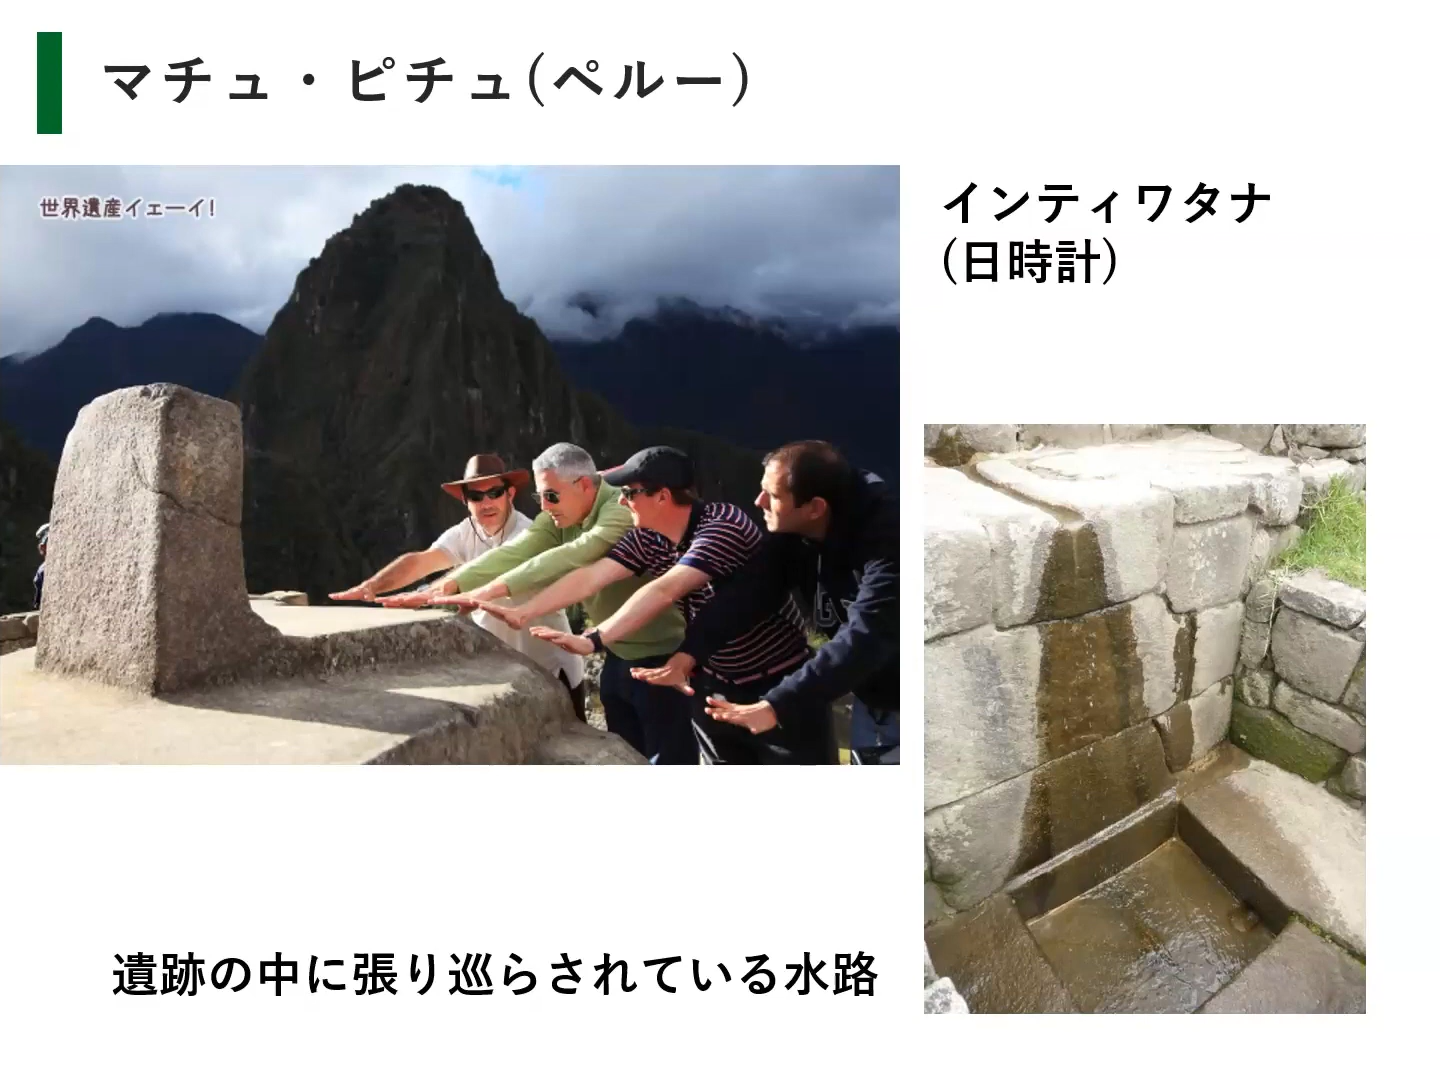 マチュ・ピチュ(ペルー)
世界遺産イェーイ!
インティワタナ
(日時計)
遺跡の中に張り巡らされている水路